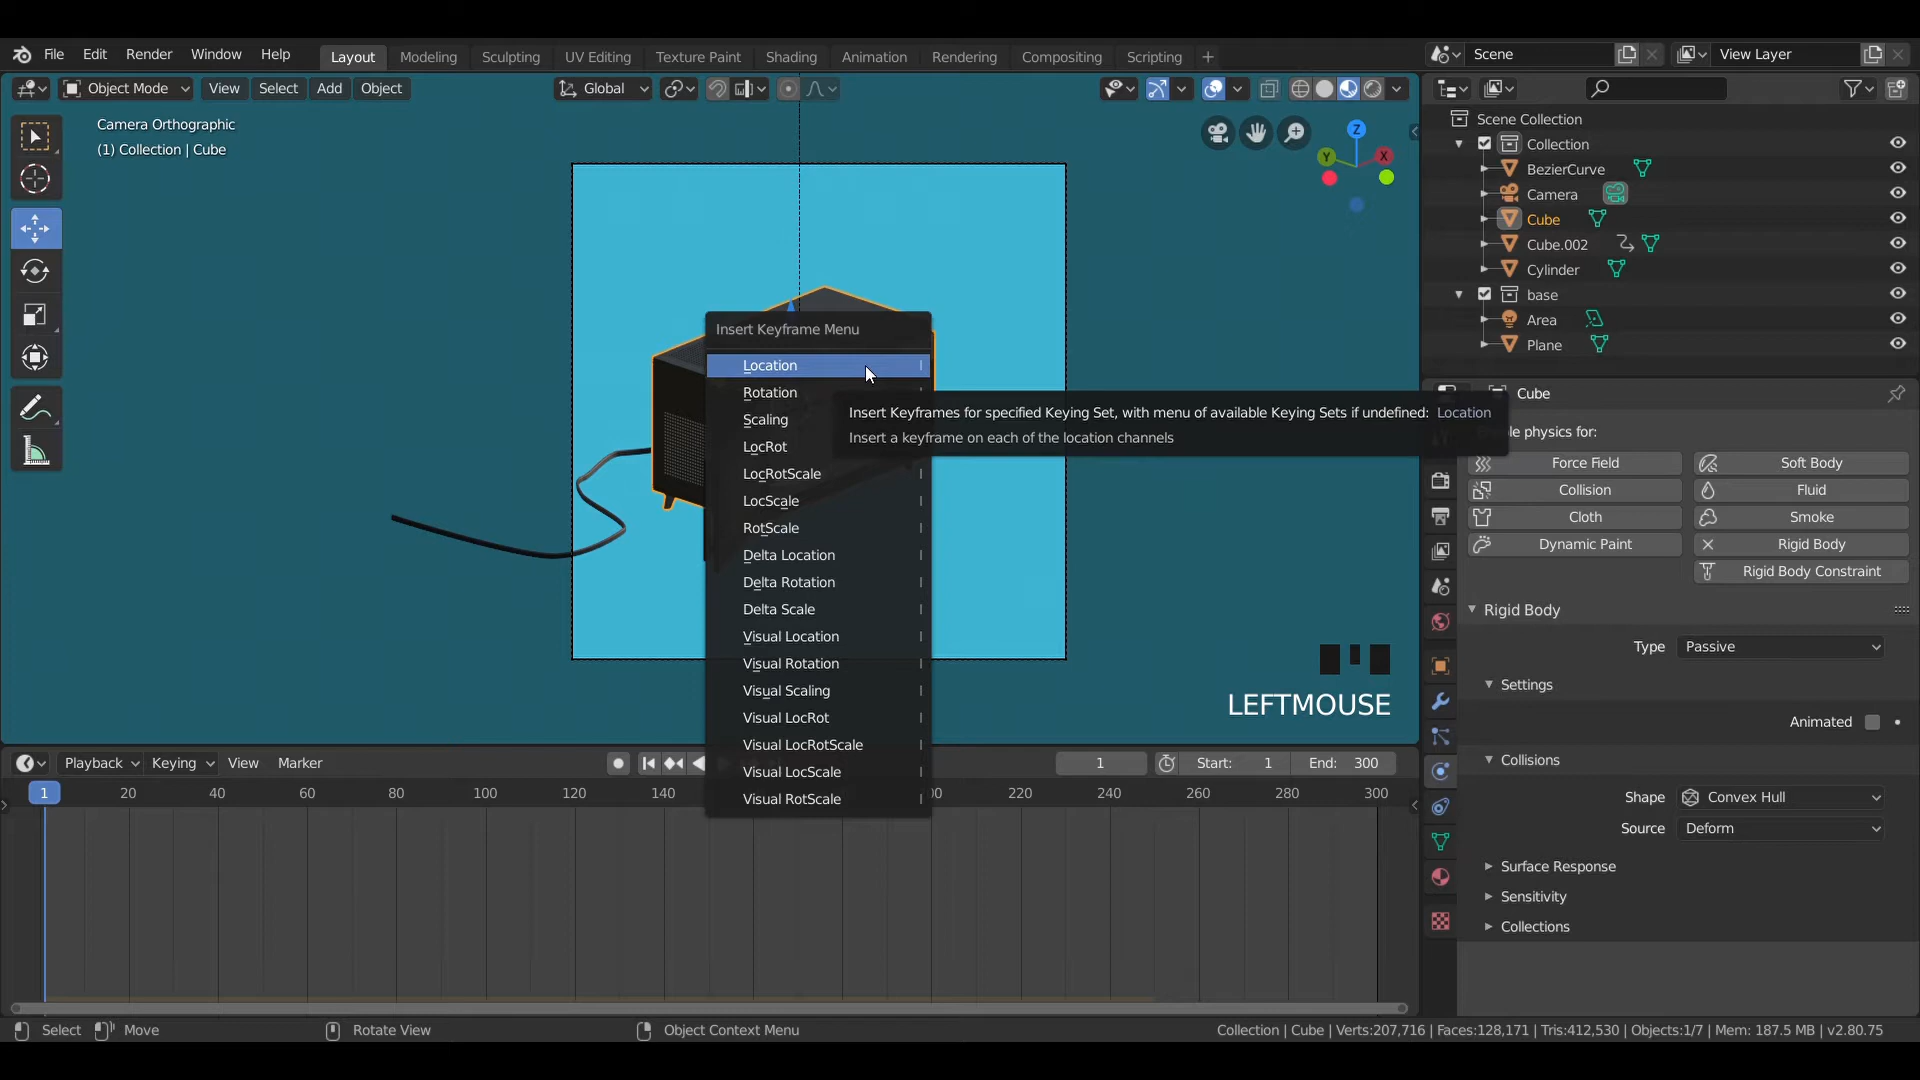 File Edit Render Window Help Layout Modeling Sculpting UV Editing Texture Paint Shading Animation Rendering Compositing Scripting + Scene View Layer
Object Mode View Select Add Object Global
Camera Orthographic
(1) Collection | Cube
Z
Y
X
Scene Collection
Collection
BezierCurve
Camera
Cube
Cube.002
Cylinder
base
Area
Plane
Insert Keyframe Menu
Location I
Rotation
Scaling
LocRot
LocRotScale I
LocScale I
RotScale I
Delta Location I
Delta Rotation I
Delta Scale I
Visual Location I
Visual Rotation I
Visual Scaling I
Visual LocRot I
Visual LocRotScale I
Visual LocScale I
Visual RotScale I
Insert Keyframes for specified Keying Set, with menu of available Keying Sets if undefined: Location
Insert a keyframe on each of the location channels
Cube
physics for:
Force Field Soft Body
Collision Fluid
Cloth Smoke
Dynamic Paint Rigid Body
Rigid Body Constraint
Rigid Body
Type Passive
Settings
Animated
Collisions
Shape Convex Hull
Source Deform
Surface Response
Sensitivity
Collections
LEFTMOUSE
Playback Keying View Marker 1 Start: 1 End: 300
1 20 40 60 80 100 120 140 220 240 260 280 300
Select Move Rotate View Object Context Menu Collection | Cube | Verts:207,716 | Faces:128,171 | Tris:412,530 | Objects:1/7 | Mem: 187.5 MB | v2.80.75